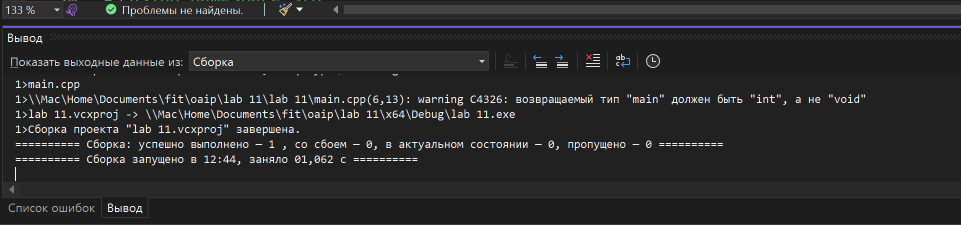 133 %
Проблемы не найдены.
Вывод
Показать выходные данные из: Сборка
1>main.cpp
1>\\Mac\Home\Documents\fit\oaip\lab 11\lab 11\main.cpp(6,13): warning C4326: возвращаемый тип "main" должен быть "int", а не "void"
1>lab 11.vcxproj -> \\Mac\Home\Documents\fit\oaip\lab 11\x64\Debug\lab 11.exe
1>Сборка проекта "lab 11.vcxproj" завершена.
========== Сборка: успешно выполнено — 1 , со сбоем — 0, в актуальном состоянии — 0, пропущено — 0 ==========
========== Сборка запущено в 12:44, заняло 01,062 с ==========
Список ошибок Вывод